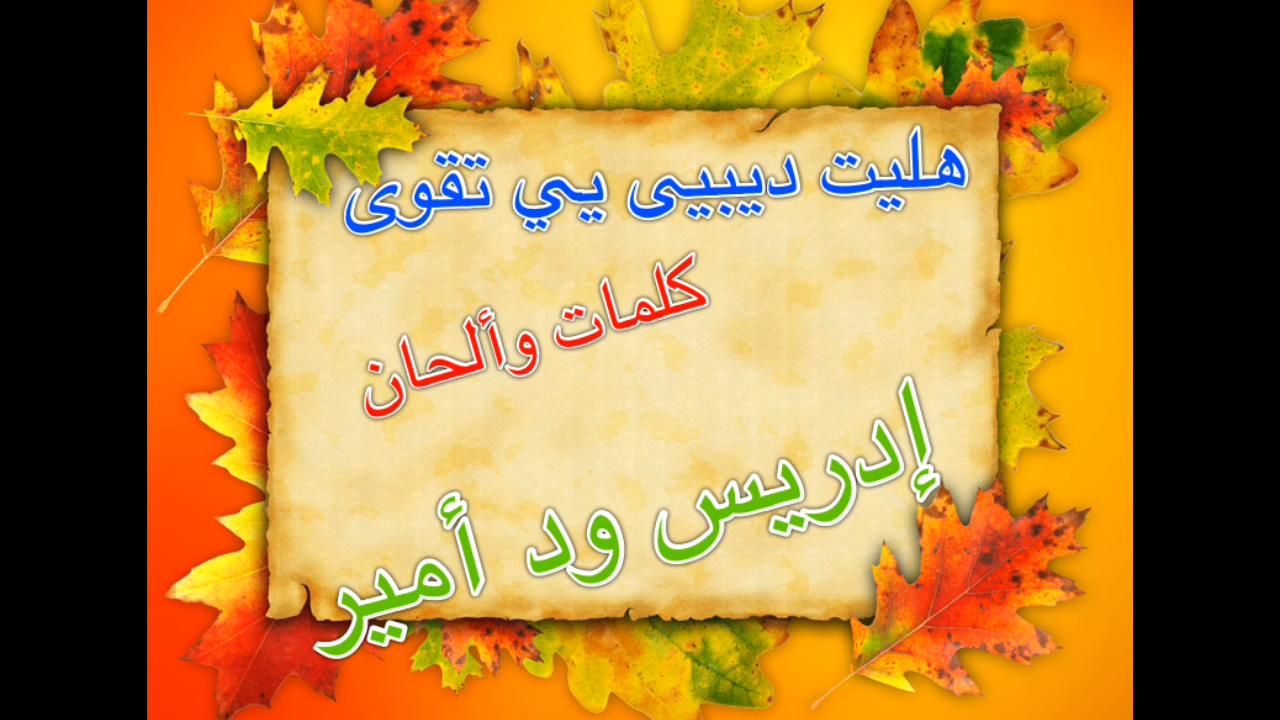 هليت ديبيى يي تقوى
كلمات وألحان
إدريس ود أمير